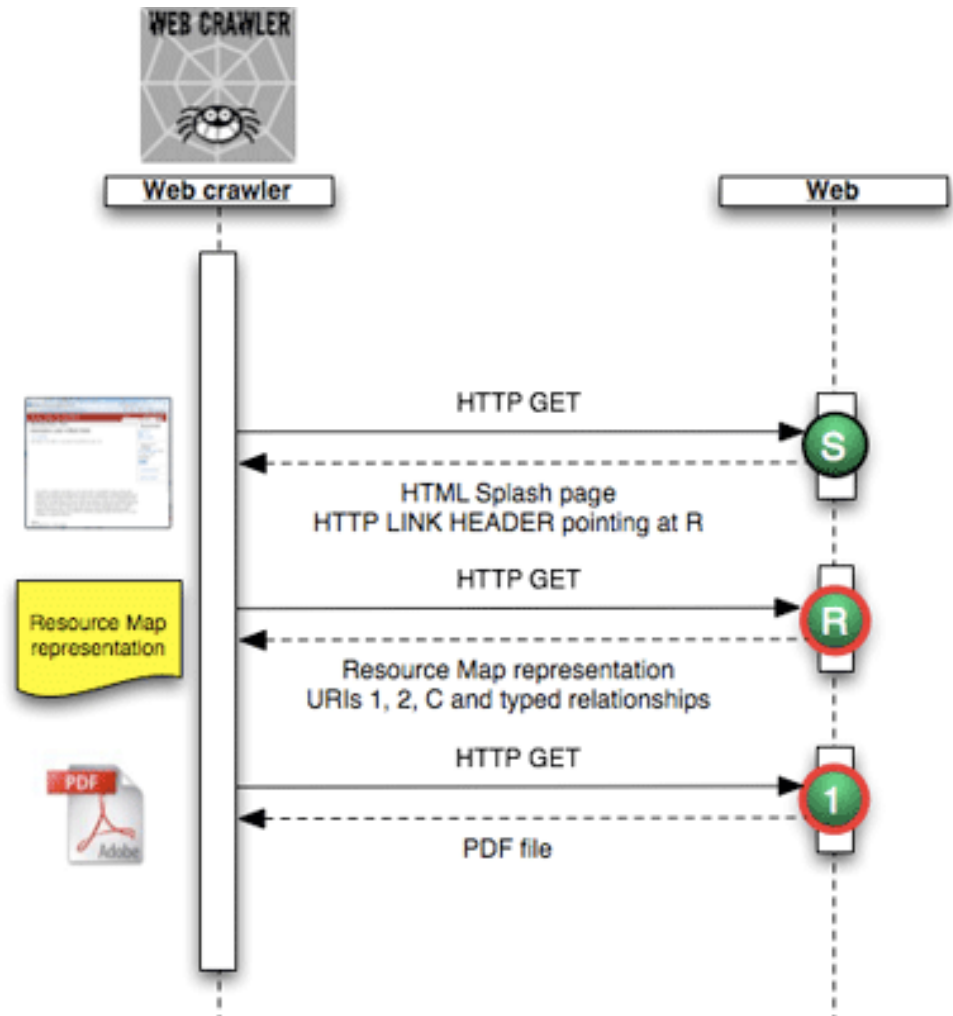 WEB CRAWLER
Web crawler
Web
HTTP GET
S
HTML Splash page
HTTP LINK HEADER pointing at R
HTTP GET
R
Resource Map
representation
Resource Map representation
URIs 1, 2, C and typed relationships
HTTP GET
1
PDF
Adobe
PDF file